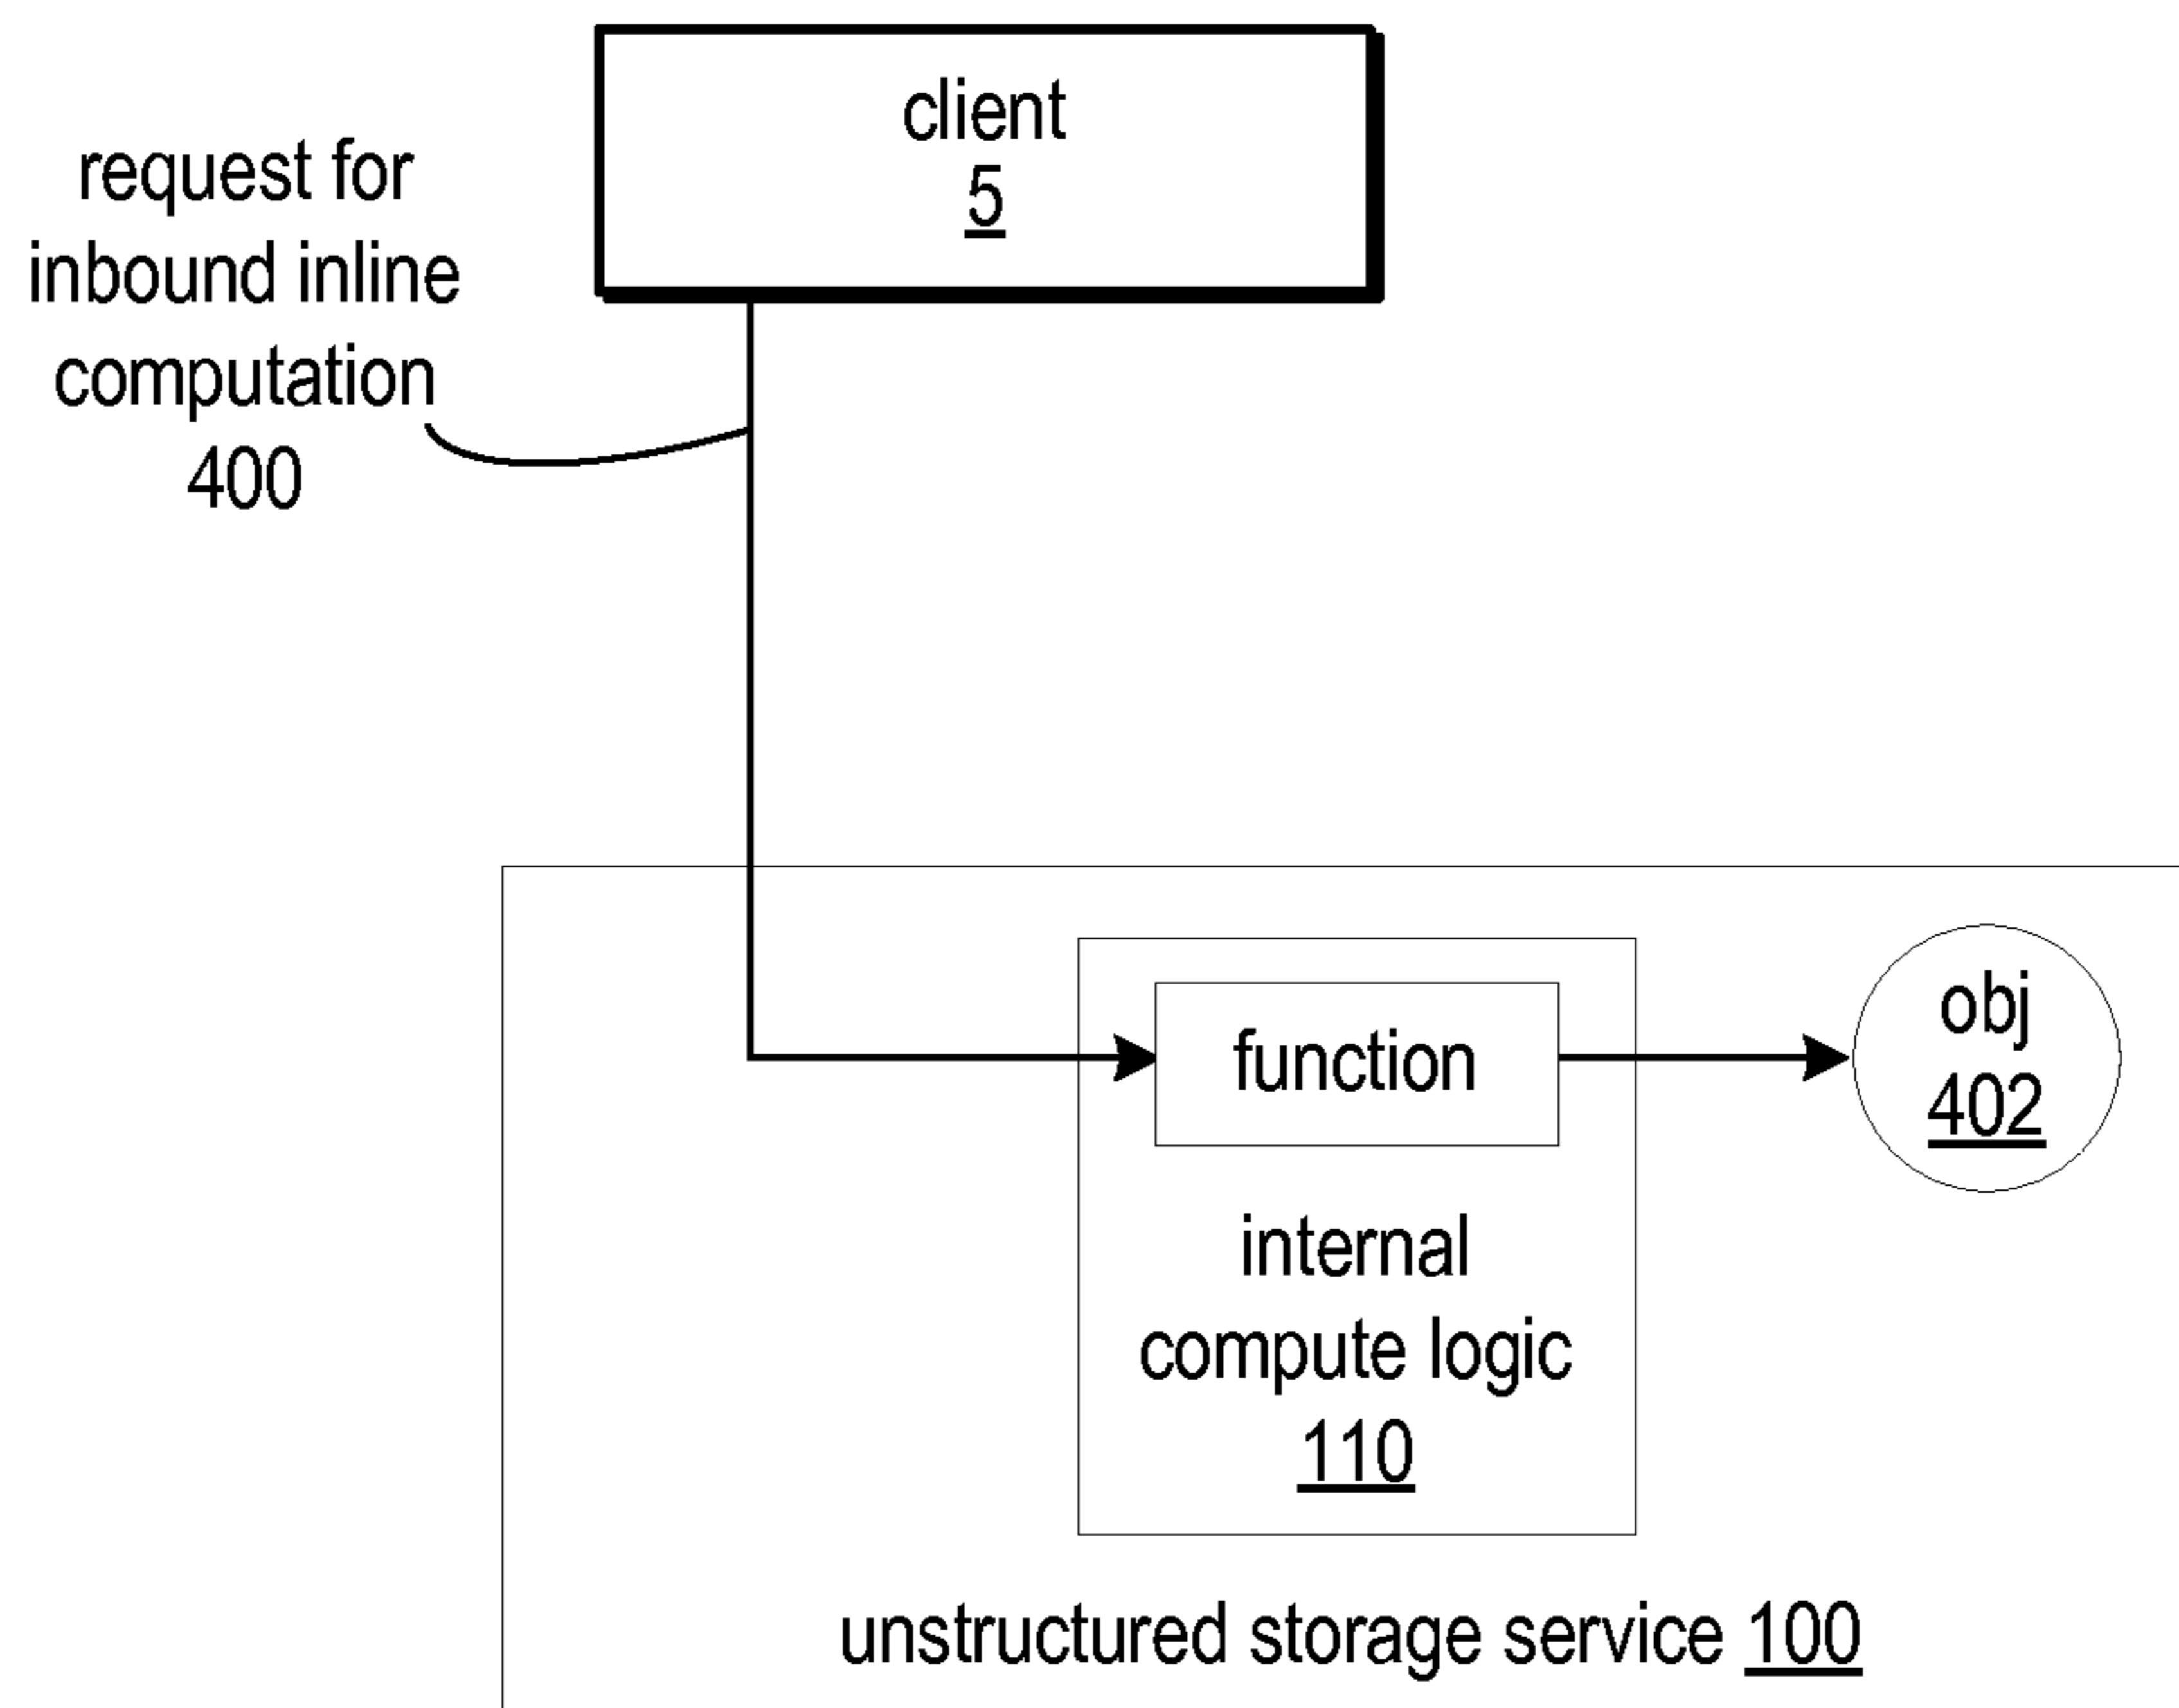 client
5
request for
inbound inline
computation
400
function
obj
402
internal
compute logic
110
unstructured storage service 100